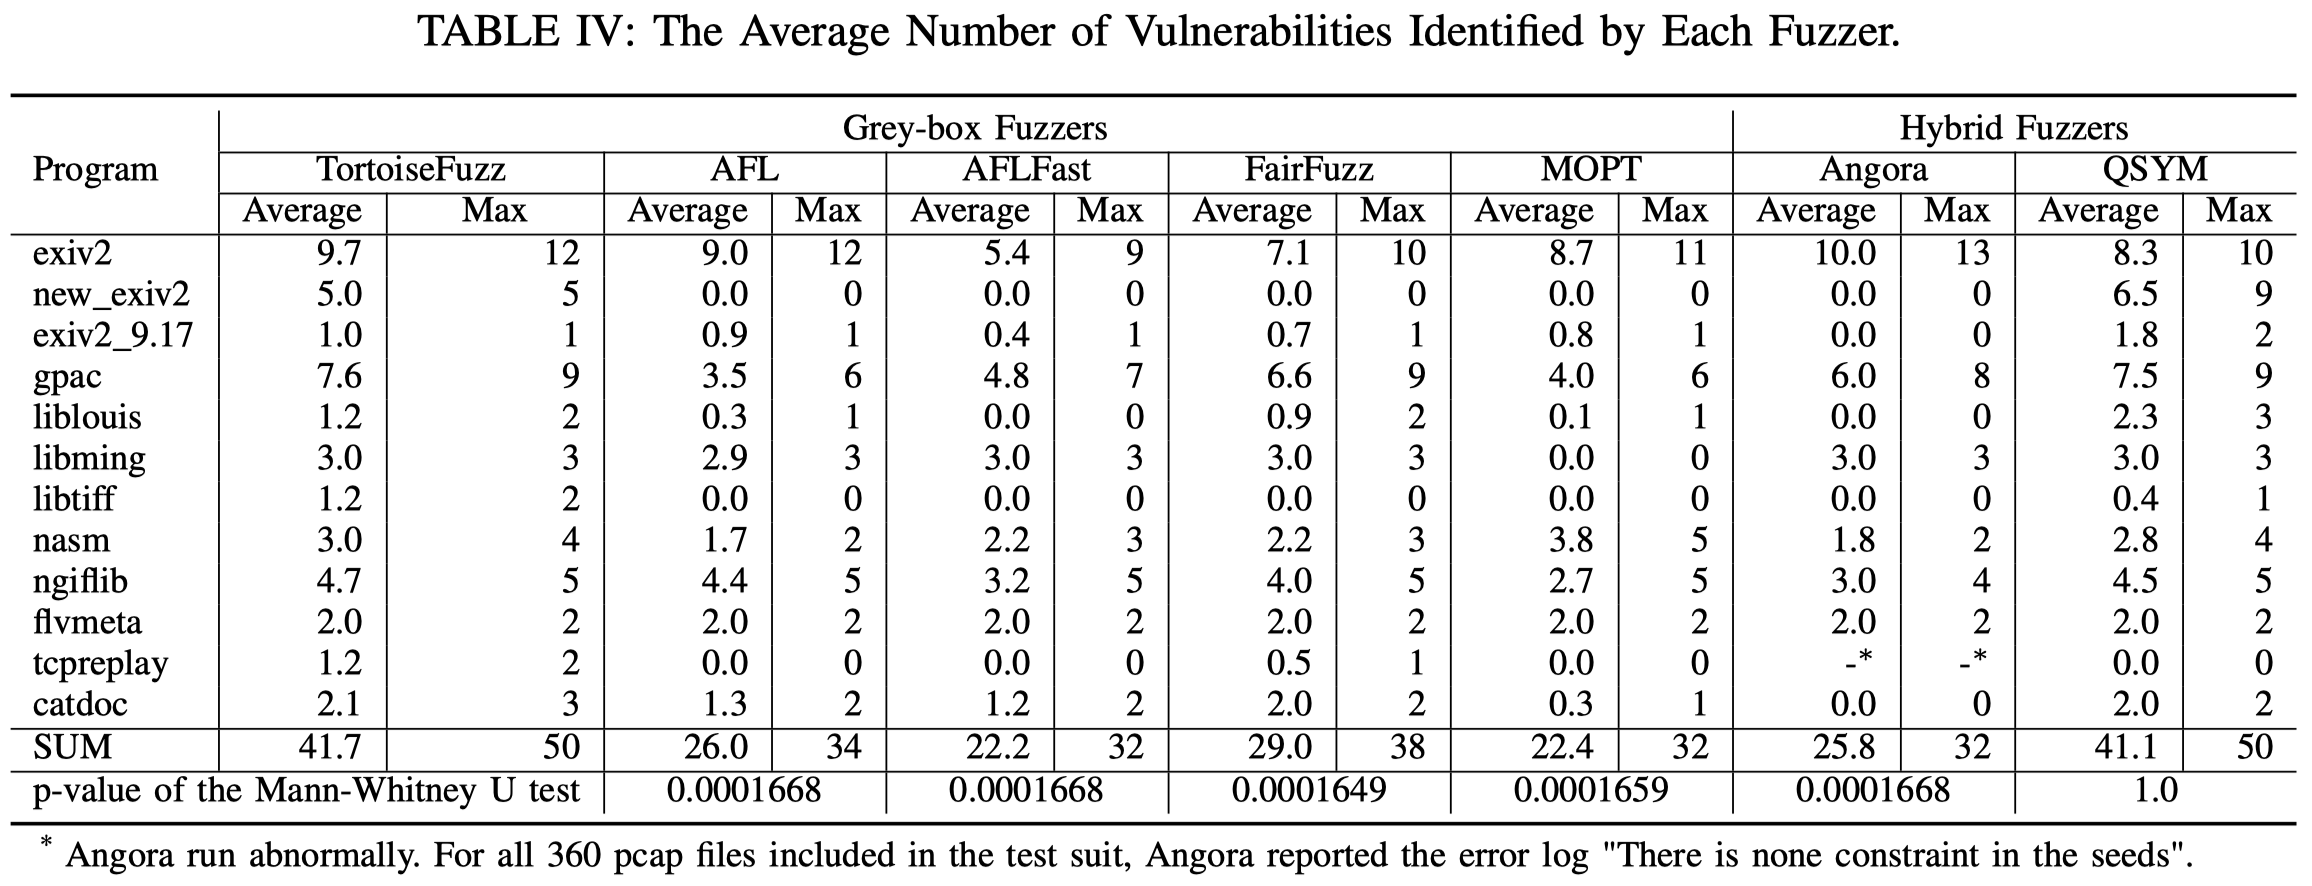 TABLE IV: The Average Number of Vulnerabilities Identified by Each Fuzzer.
Grey-box Fuzzers Hybrid Fuzzers
Program TortoiseFuzz AFL AFLFast FairFuzz MOPT Angora QSYM
Average Max Average Max Average Max Average Max Average Max Average Max Average Max
exiv2 9.7 12 9.0 12 5.4 9 7.1 10 8.7 11 10.0 13 8.3 10
new_exiv2 5.0 5 0.0 0 0.0 0 0.0 0 0.0 0 0.0 0 6.5 9
exiv2_9.17 1.0 1 0.9 1 0.4 1 0.7 1 0.8 1 0.0 0 1.8 2
gpac 7.6 9 3.5 6 4.8 7 6.6 9 4.0 6 6.0 8 7.5 9
liblouis 1.2 2 0.3 1 0.0 0 0.9 2 0.1 1 0.0 0 2.3 3
libming 3.0 3 2.9 3 3.0 3 3.0 3 0.0 0 3.0 3 3.0 3
libtiff 1.2 2 0.0 0 0.0 0 0.0 0 0.0 0 0.0 0 0.4 1
nasm 3.0 4 1.7 2 2.2 3 2.2 3 3.8 5 1.8 2 2.8 4
ngiflib 4.7 5 4.4 5 3.2 5 4.0 5 2.7 5 3.0 4 4.5 5
flvmeta 2.0 2 2.0 2 2.0 2 2.0 2 2.0 2 2.0 2 2.0 2
tcpreplay 1.2 2 0.0 0 0.0 0 0.5 1 0.0 0 -* -* 0.0 0
catdoc 2.1 3 1.3 2 1.2 2 2.0 2 0.3 1 0.0 0 2.0 2
SUM 41.7 50 26.0 34 22.2 32 29.0 38 22.4 32 25.8 32 41.1 50
p-value of the Mann-Whitney U test 0.0001668 0.0001668 0.0001649 0.0001659 0.0001668 1.0
* Angora run abnormally. For all 360 pcap files included in the test suit, Angora reported the error log "There is none constraint in the seeds".